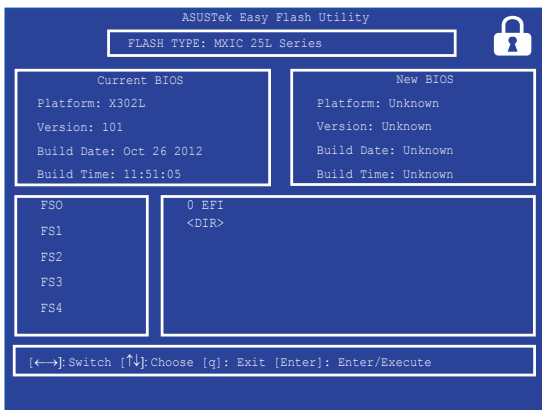 ASUSTek Easy Flash Utility
FLASH TYPE: MXIC 25L Series
Current BIOS
Platform: X302L
Version: 101
Build Date: Oct 26 2012
Build Time: 11:51:05
New BIOS
Platform: Unknown
Version: Unknown
Build Date: Unknown
Build Time: Unknown
FSO
FS1
FS2
FS3
FS4
0 EFI
<DIR>
[←→]: Switch [↑↓]: Choose [q]: Exit [Enter]: Enter/Execute